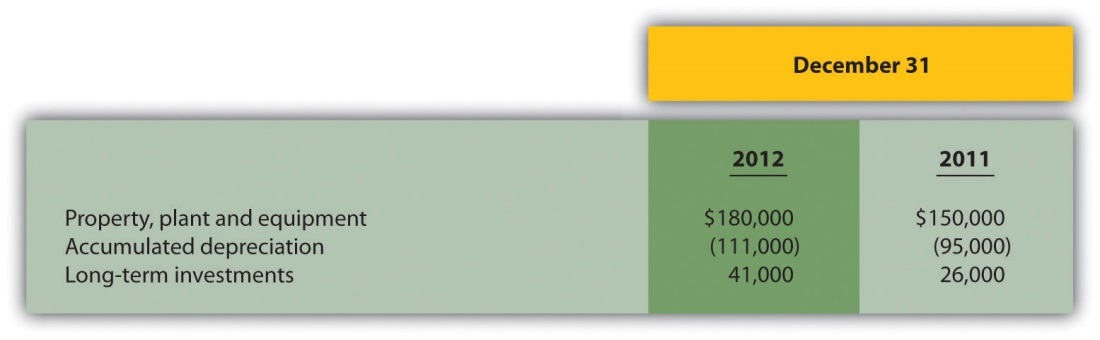 December 31
2012 2011
Property, plant and equipment $180,000 $150,000
Accumulated depreciation (111,000) (95,000)
Long-term investments 41,000 26,000